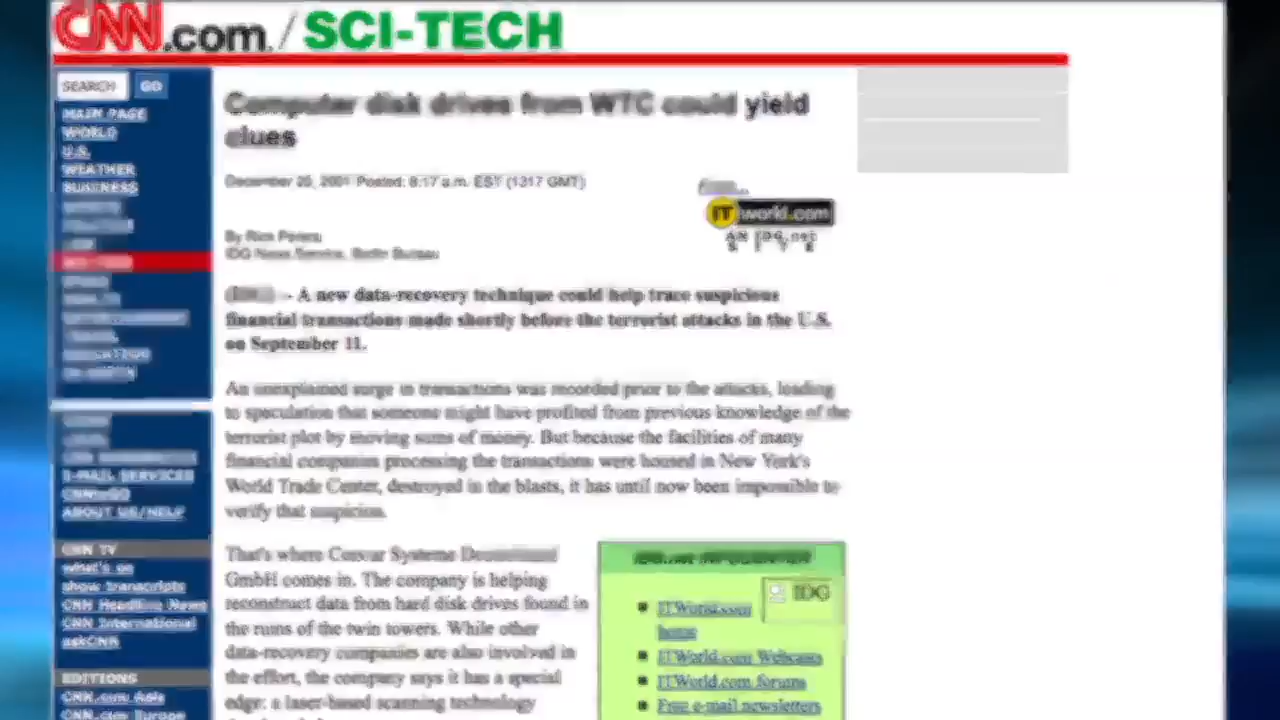 CNN.com. / SCI-TECH
SEARCH GO
MAIN PAGE
WORLD
U.S.
WEATHER
BUSINESS
E-MAIL SERVICES
CNNtoGO
ABOUT US/HELP
CNN TV
what's on
show transcripts
CNN Headline News
CNN International
askCNN
EDITIONS
CNN.com Asia
CNN.com Europe
Computer disk drives from WTC could yield
clues
December 20, 2001 Posted: 8:17 a.m. EST (1317 GMT)
ITworld.com
By Rick Perera
IDG News Service, Berlin Bureau
- A new data-recovery technique could help trace suspicious
financial transactions made shortly before the terrorist attacks in the U.S.
on September 11.
An unexplained surge in transactions was recorded prior to the attacks, leading
to speculation that someone might have profited from previous knowledge of the
terrorist plot by moving sums of money. But because the facilities of many
financial companies processing the transactions were housed in New York's
World Trade Center, destroyed in the blasts, it has until now been impossible to
verify that suspicion.
That's where Convar Systeme Deutschland
GmbH comes in. The company is helping
reconstruct data from hard disk drives found in
the ruins of the twin towers. While other
data-recovery companies are also involved in
the effort, the company says it has a special
edge: a laser-based scanning technology
IDG
ITWorld.com
home
ITWorld.com Webcasts
ITWorld.com forums
Free e-mail newsletters